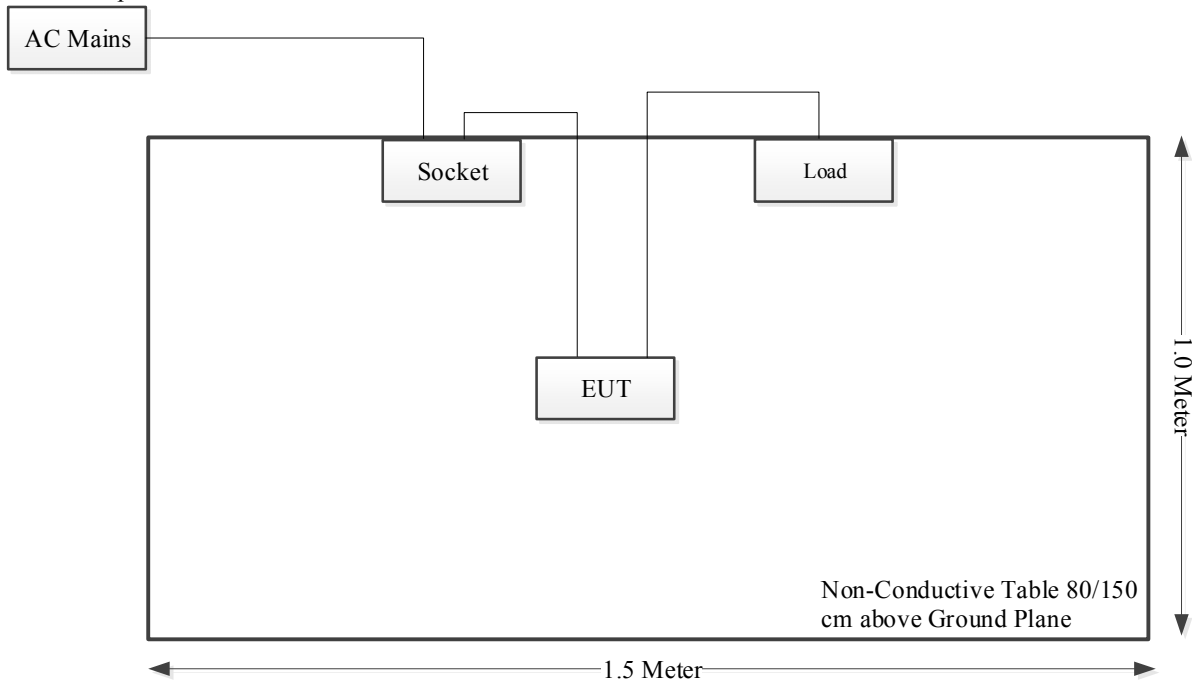 AC Mains
Socket
Load
EUT
1.0 Meter
Non-Conductive Table 80/150
cm above Ground Plane
1.5 Meter